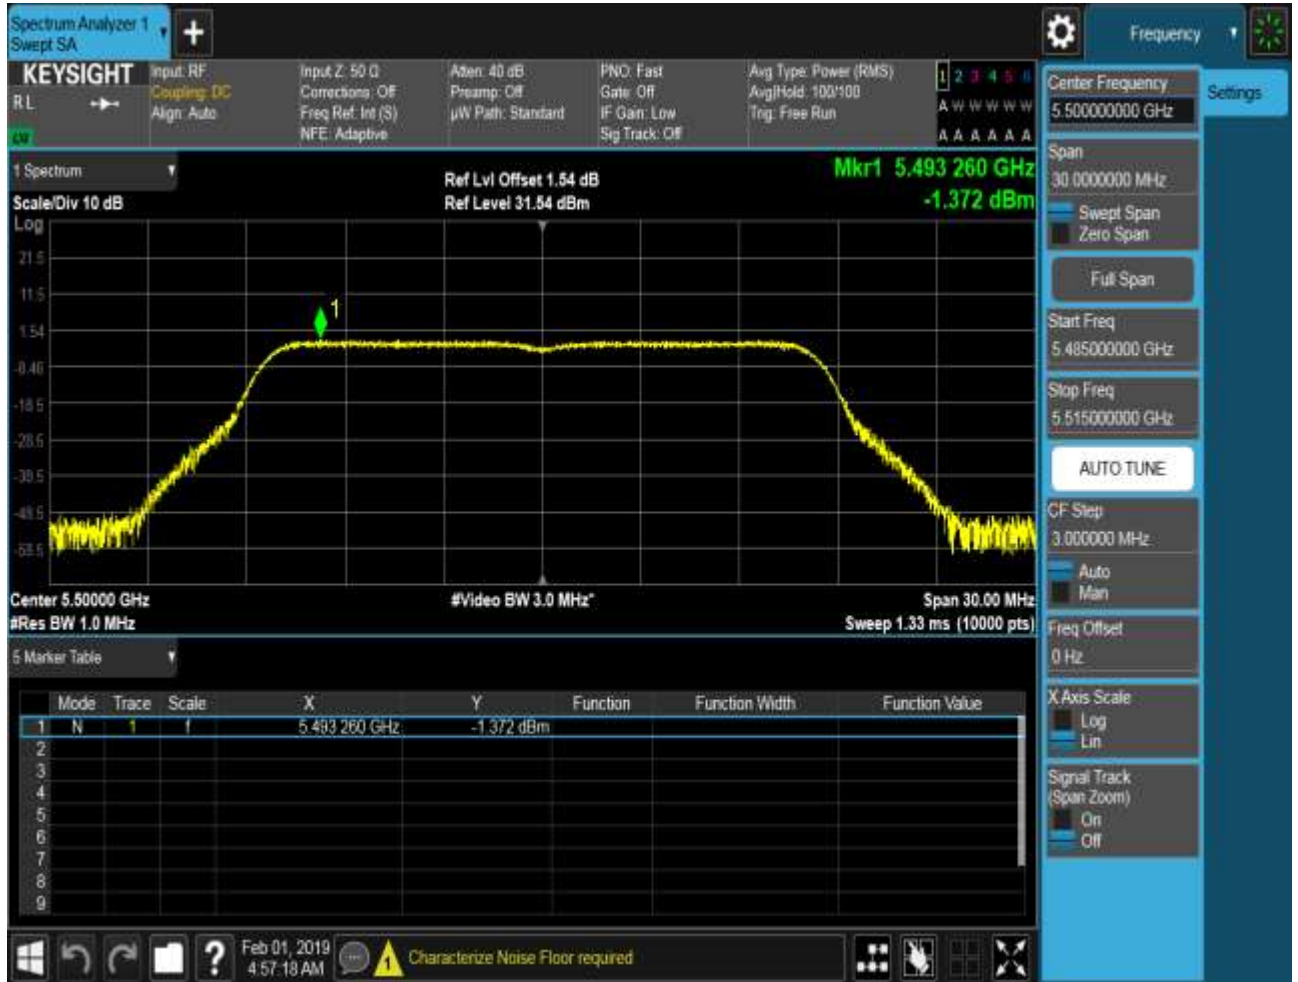 Spectrum Analyzer 1
Swept SA
+
Frequency
KEYSIGHT
RL
Input: RF
Coupling: DC
Align: Auto
Input Z: 50 Ω
Corrections: Off
Freq Ref: Int (S)
NFE: Adaptive
Atten: 40 dB
Preamp: Off
µW Path: Standard
PNO: Fast
Gate: Off
IF Gain: Low
Sig Track: Off
Avg Type: Power (RMS)
Avg|Hold: 100/100
Trig: Free Run
1 2 3 4 5 6
A W W W W W
A A A A A A
1 Spectrum
Scale/Div 10 dB
Log
Ref Lvl Offset 1.54 dB
Ref Level 31.54 dBm
Mkr1 5.493 260 GHz
-1.372 dBm
21.5
11.5
1.54
-8.46
-18.5
-28.5
-38.5
-48.5
-58.5
1
Center 5.50000 GHz
#Res BW 1.0 MHz
#Video BW 3.0 MHz*
Span 30.00 MHz
Sweep 1.33 ms (10000 pts)
5 Marker Table
Mode Trace Scale X Y Function Function Width Function Value
1 N 1 f 5.493 260 GHz -1.372 dBm
2
3
4
5
6
7
8
9
Center Frequency
5.500000000 GHz
Settings
Span
30.0000000 MHz
Swept Span
Zero Span
Full Span
Start Freq
5.485000000 GHz
Stop Freq
5.515000000 GHz
AUTO TUNE
CF Step
3.000000 MHz
Auto
Man
Freq Offset
0 Hz
X Axis Scale
Log
Lin
Signal Track
(Span Zoom)
On
Off
?
Feb 01, 2019
4:57:18 AM
1
Characterize Noise Floor required